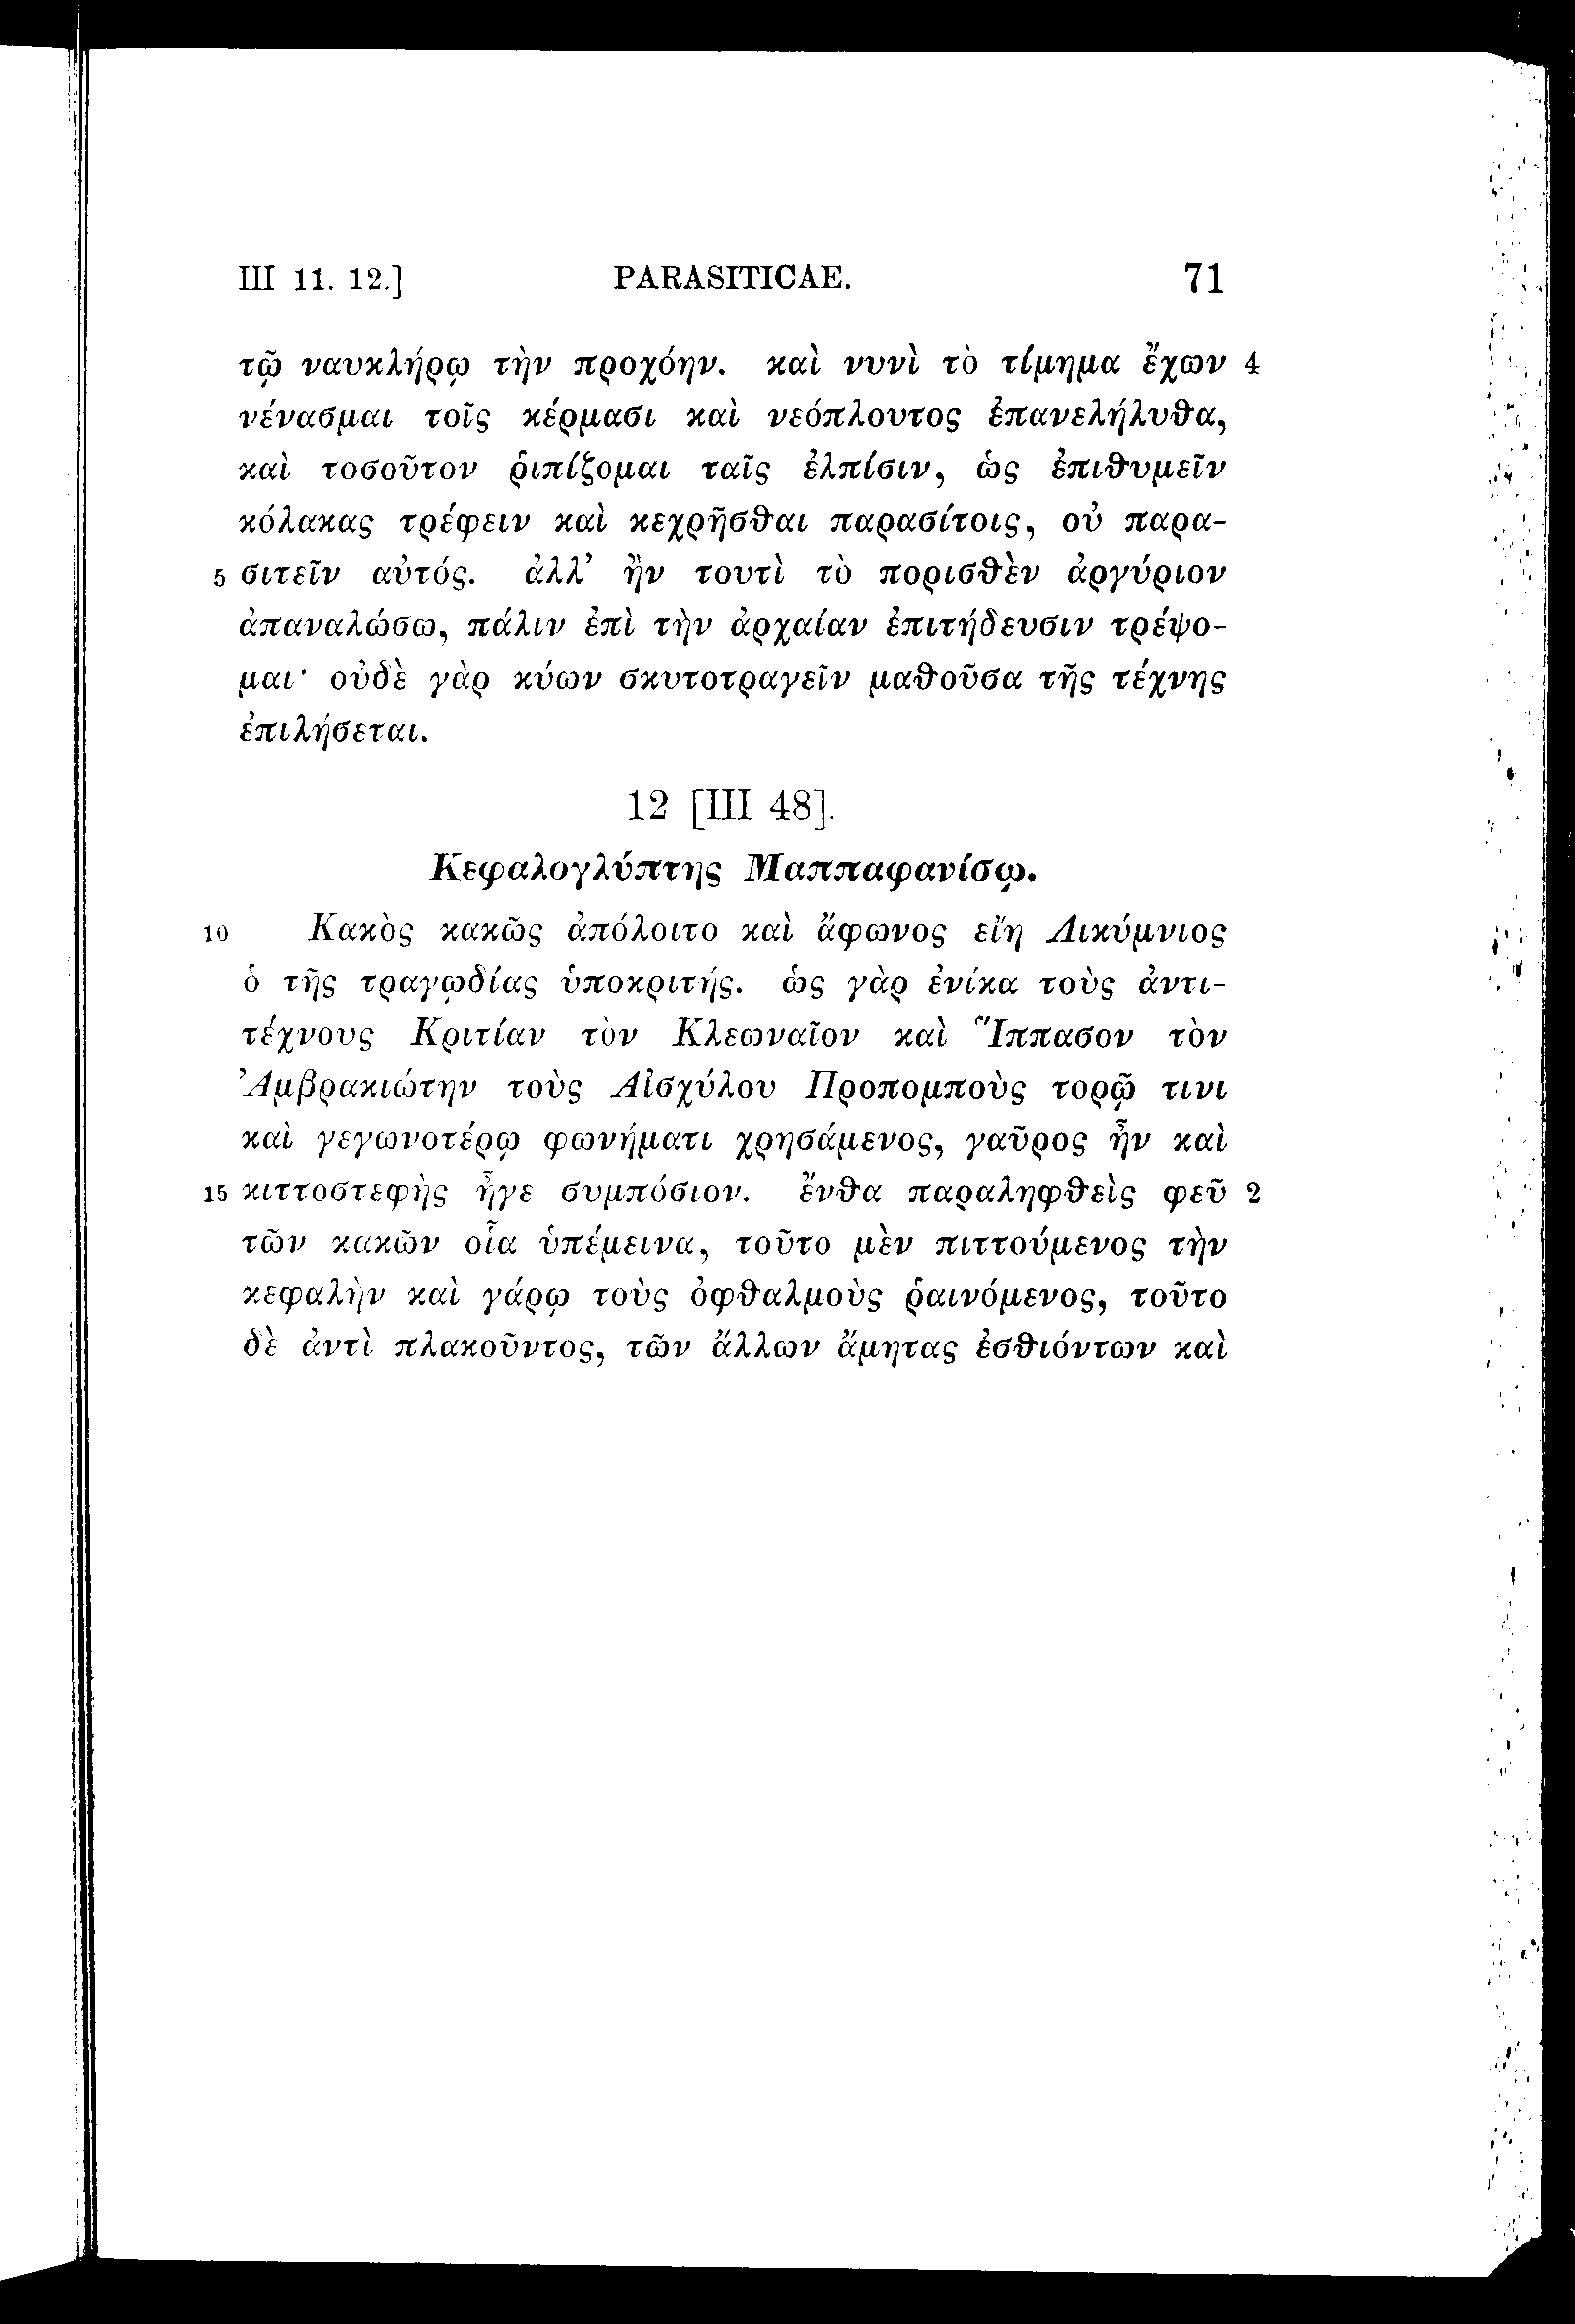 III 11. 12.] PARASITICAE. 71
τῷ ναυκλήρῳ τὴν προχόην. καὶ νυνὶ τὸ τίμημα ἔχων 4
νένασμαι τοῖς κέρμασι καὶ νεόπλουτος ἐπανελήλυθα,
καὶ τοσοῦτον ῥιπίζομαι ταῖς ἐλπίσιν, ὡς ἐπιθυμεῖν
κόλακας τρέφειν καὶ κεχρῆσθαι παρασίτοις, οὐ παρα-
5 σιτεῖν αὐτός. ἀλλ’ ἢν τουτὶ τὸ πορισθὲν ἀργύριον
ἀπαναλώσω, πάλιν ἐπὶ τὴν ἀρχαίαν ἐπιτήδευσιν τρέψο-
μαι· οὐδὲ γὰρ κύων σκυτοτραγεῖν μαθοῦσα τῆς τέχνης
ἐπιλήσεται.
12 [III 48].
Κεφαλογλύπτης Μαππαφανίσῳ.
10 Κακὸς κακῶς ἀπόλοιτο καὶ ἄφωνος εἴη Λικύμνιος
ὁ τῆς τραγῳδίας ὑποκριτής. ὡς γὰρ ἐνίκα τοὺς ἀντι-
τέχνους Κριτίαν τὸν Κλεωναῖον καὶ Ἵππασον τὸν
Ἀμβρακιώτην τοὺς Αἰσχύλου Προπομποὺς τορῷ τινι
καὶ γεγωνοτέρῳ φωνήματι χρησάμενος, γαῦρος ἦν καὶ
15 κιττοστεφὴς ἦγε συμπόσιον. ἔνθα παραληφθεὶς φεῦ 2
τῶν κακῶν οἷα ὑπέμεινα, τοῦτο μὲν πιττούμενος τὴν
κεφαλὴν καὶ γάρῳ τοὺς ὀφθαλμοὺς ῥαινόμενος, τοῦτο
δὲ ἀντὶ πλακοῦντος, τῶν ἄλλων ἄμητας ἐσθιόντων καὶ